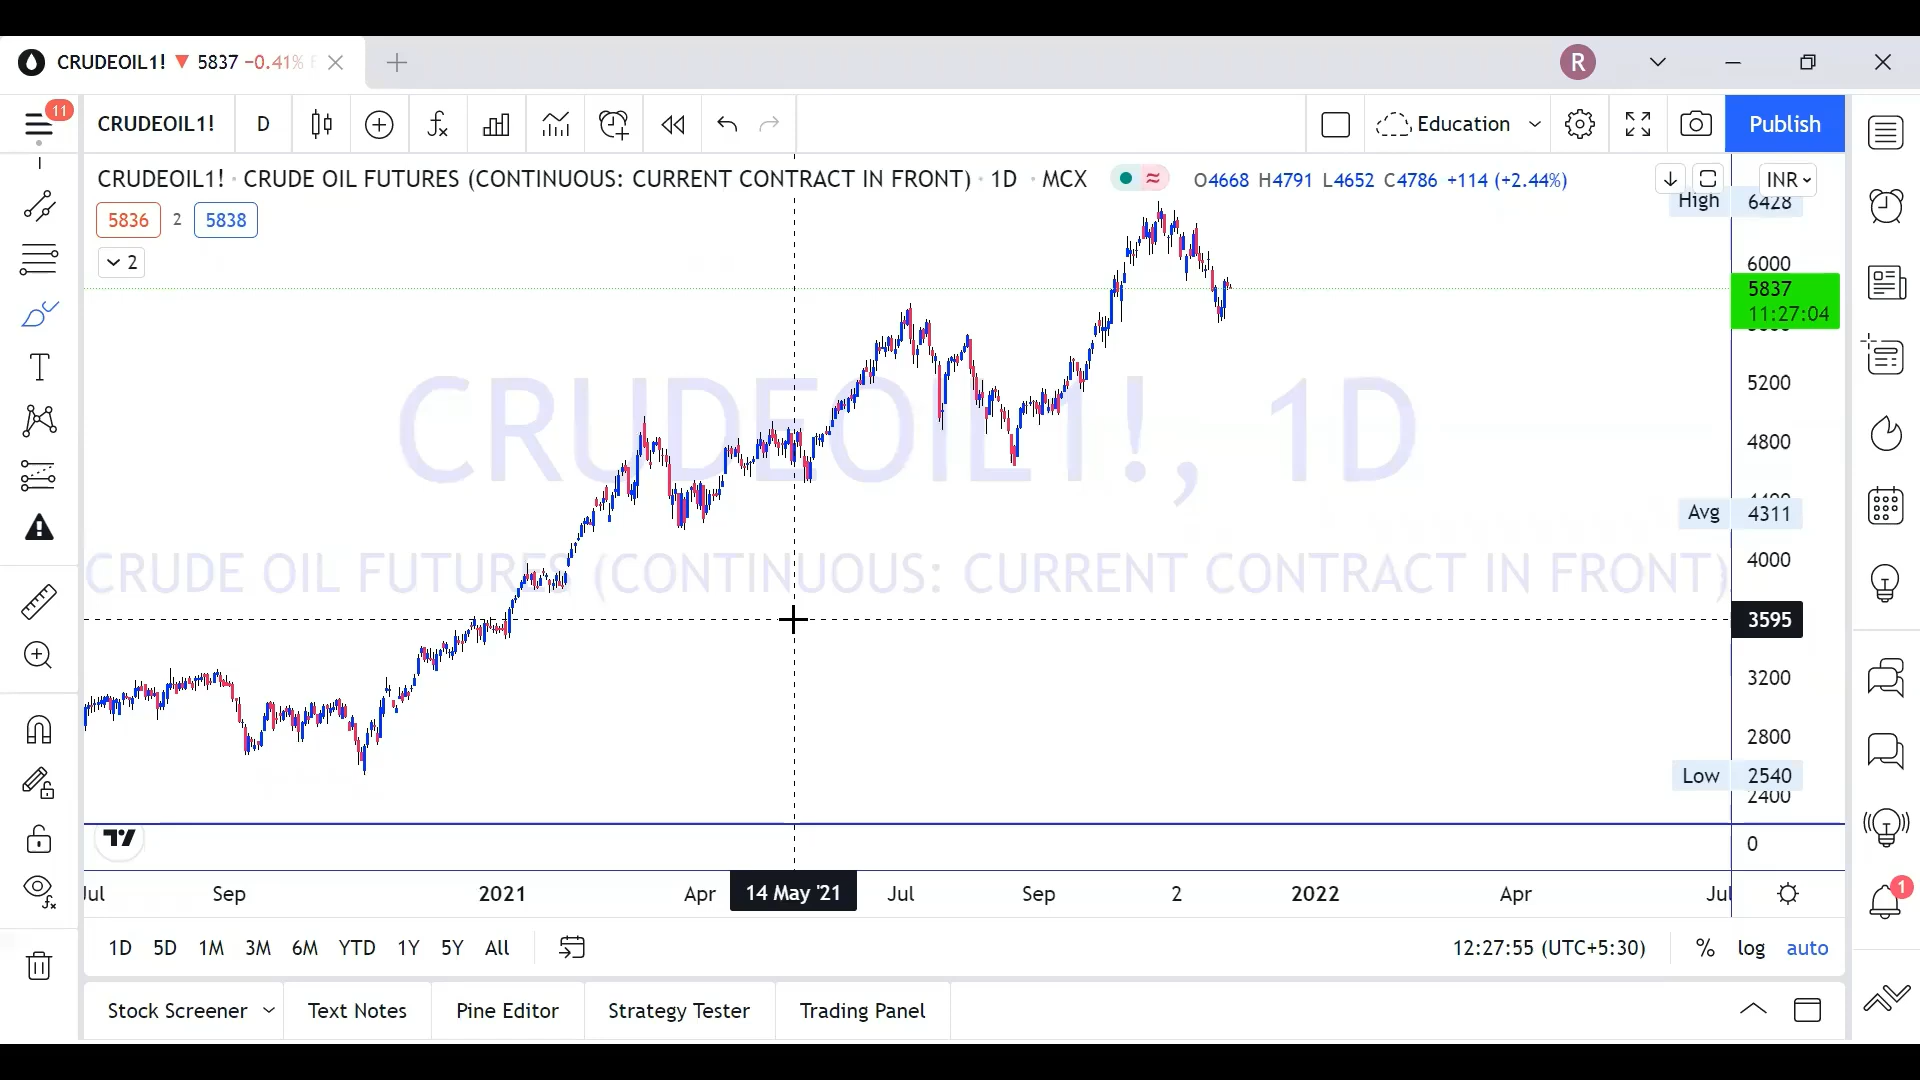 CRUDEOIL1! ▼ 5837 −0.41%
R
11
CRUDEOIL1! D
Education
Publish
CRUDEOIL1! · CRUDE OIL FUTURES (CONTINUOUS: CURRENT CONTRACT IN FRONT) · 1D · MCX
O4668 H4791 L4652 C4786 +114 (+2.44%)
INR
5836 2 5838
2
High 6428
6000
5837
11:27:04
5200
4800
Avg 4311
4000
3595
3200
2800
Low 2540
2400
0
CRUDEOIL1!, 1D
CRUDE OIL FUTURES (CONTINUOUS: CURRENT CONTRACT IN FRONT)
Jul Sep 2021 Apr 14 May '21 Jul Sep 2 2022 Apr Jul
1
1D 5D 1M 3M 6M YTD 1Y 5Y All
12:27:55 (UTC+5:30) % log auto
Stock Screener Text Notes Pine Editor Strategy Tester Trading Panel